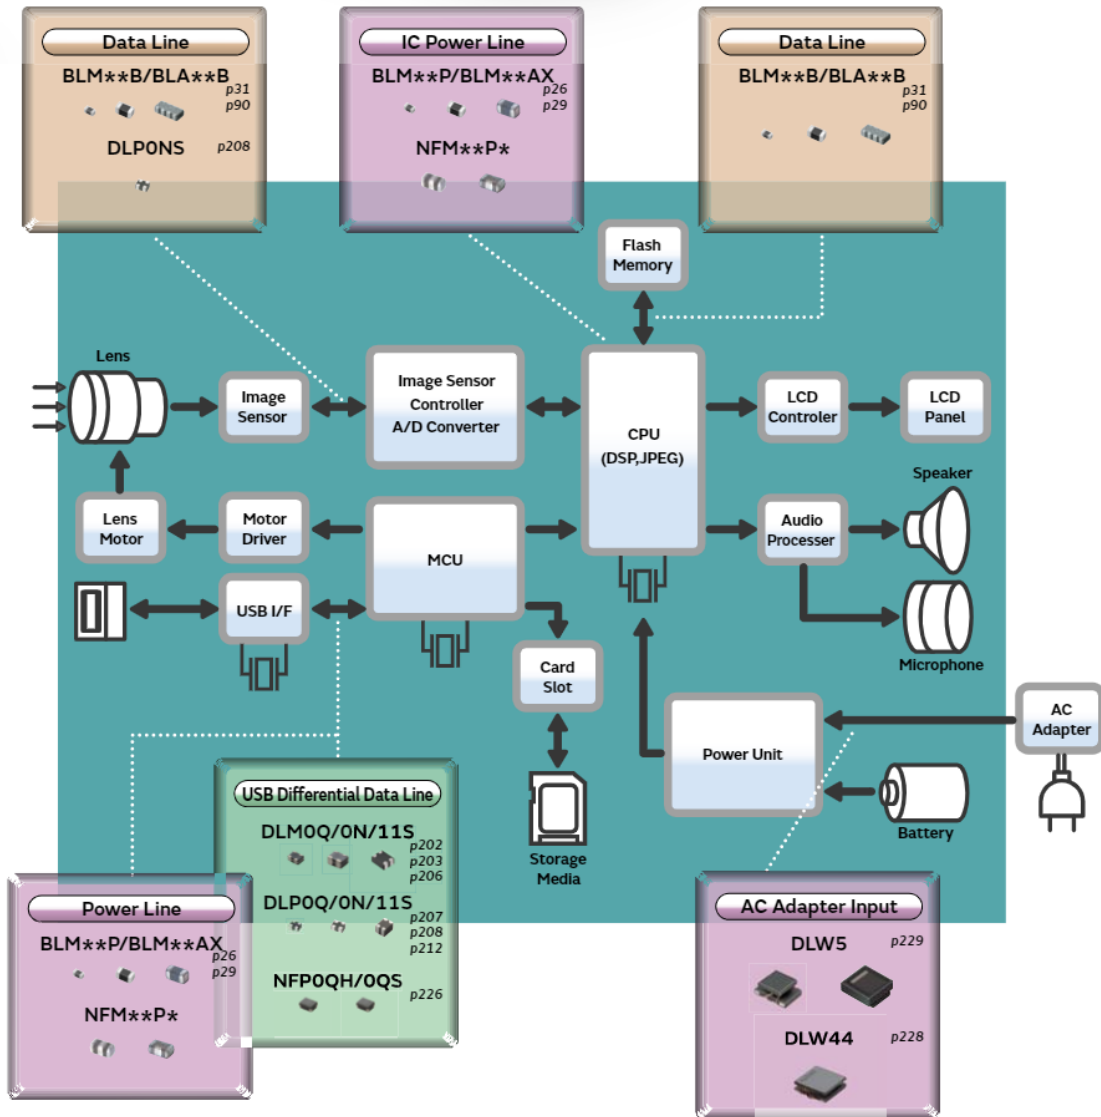 Data Line
BLM**B/BLA**B
p31
p90
DLP0NS
p208
IC Power Line
BLM**P/BLM**AX
p26
p29
NFM**P*
Data Line
BLM**B/BLA**B
p31
p90
Flash
Memory
Lens
Image
Sensor
Image Sensor
Controller
A/D Converter
CPU
(DSP,JPEG)
LCD
Controler
LCD
Panel
Speaker
Lens
Motor
Motor
Driver
MCU
Audio
Processer
USB I/F
Microphone
Card
Slot
Power Unit
AC
Adapter
Battery
Storage
Media
USB Differential Data Line
DLM0Q/0N/11S
p202
p203
p206
DLP0Q/0N/11S
p207
p208
p212
NFP0QH/0QS
p226
Power Line
BLM**P/BLM**AX
p26
p29
NFM**P*
AC Adapter Input
DLW5
p229
DLW44
p228